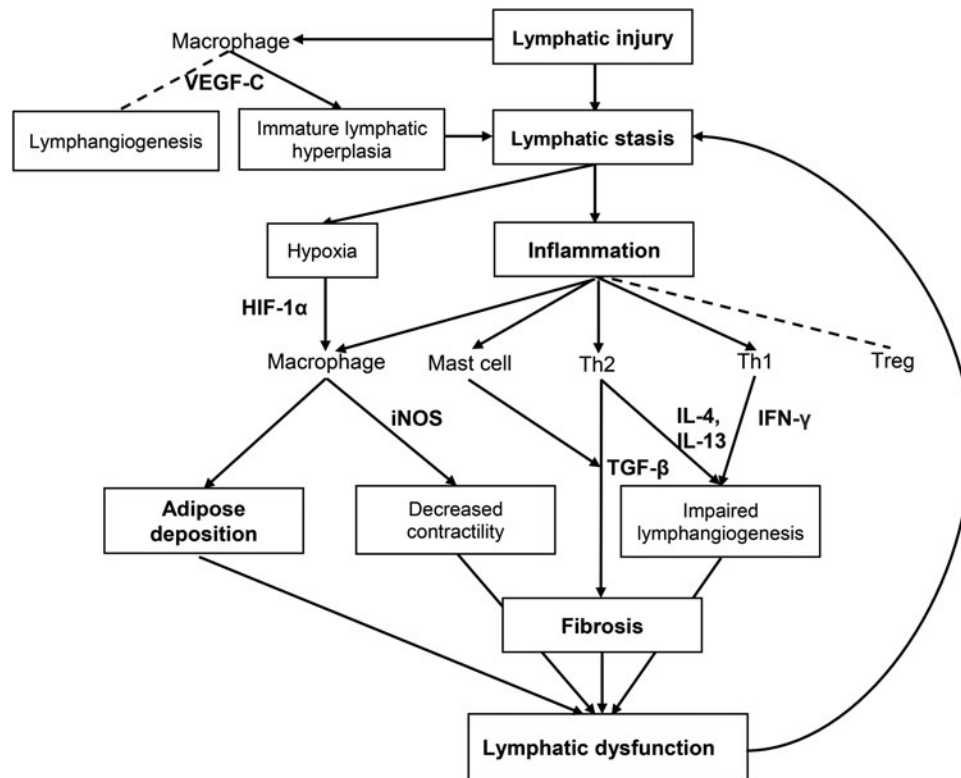 Lymphatic injury
Macrophage
VEGF-C
Lymphangiogenesis
Immature lymphatic
hyperplasia
Lymphatic stasis
Hypoxia
Inflammation
HIF-1α
Macrophage
Mast cell
Th2
Th1
Treg
iNOS
IL-4,
IL-13
IFN-γ
TGF-β
Adipose
deposition
Decreased
contractility
Impaired
lymphangiogenesis
Fibrosis
Lymphatic dysfunction